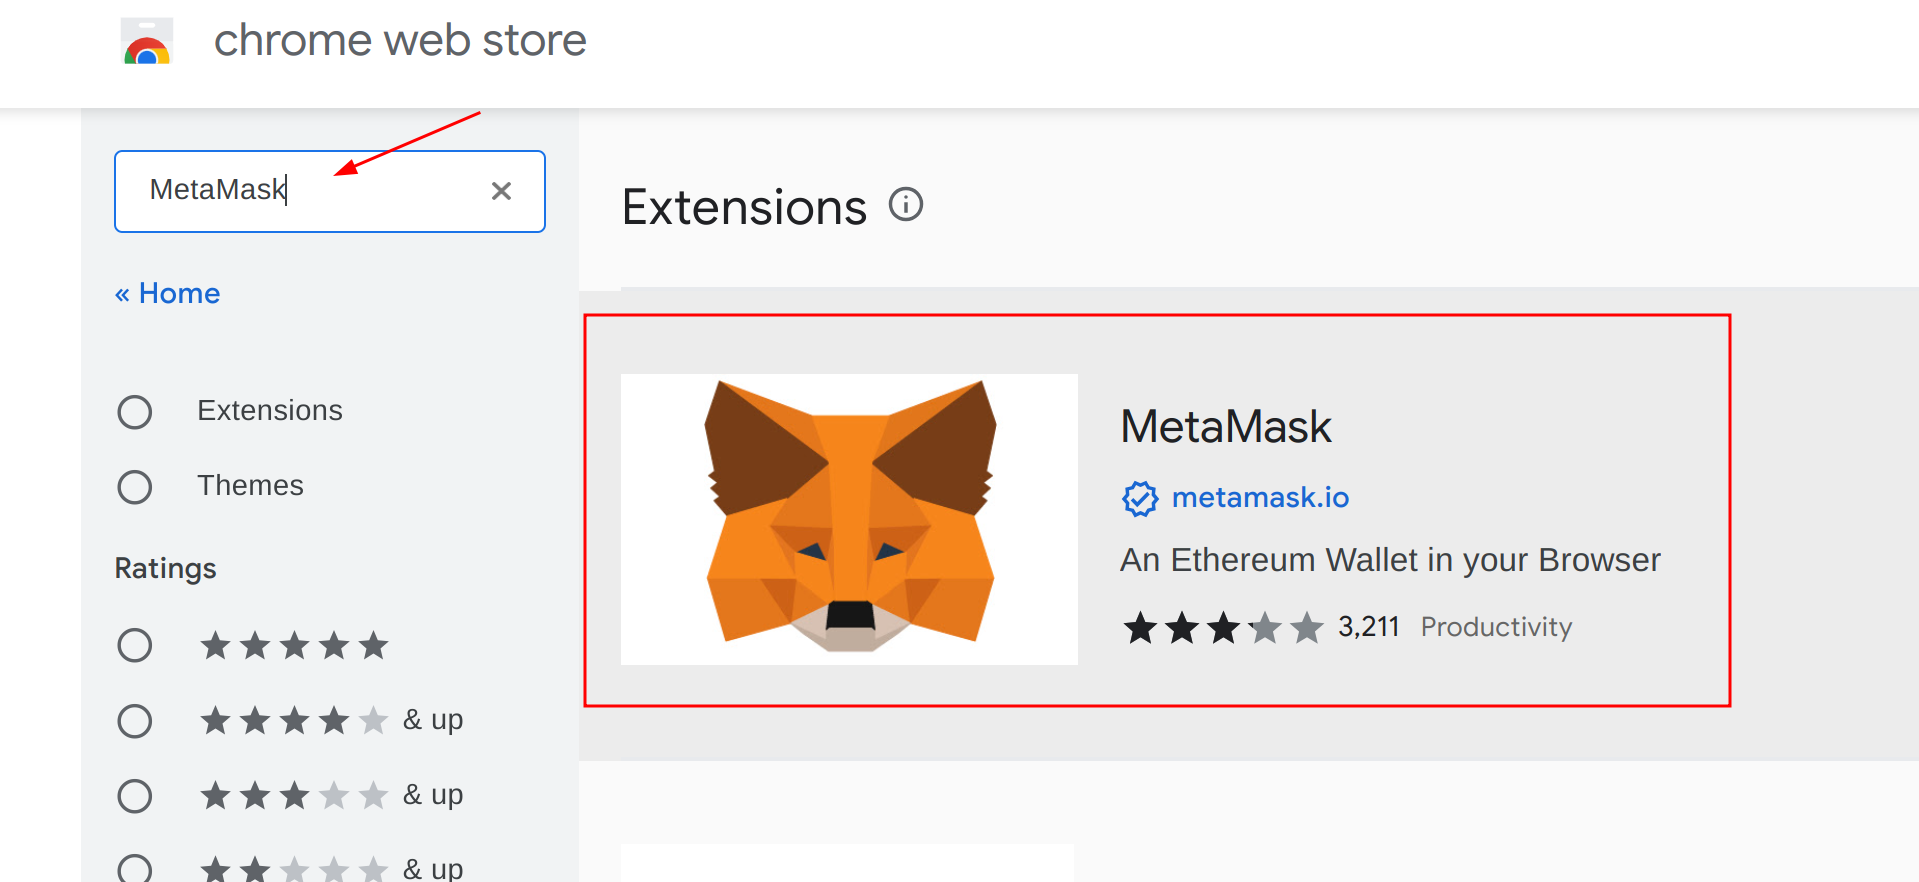 chrome web store
MetaMask
« Home
Extensions
Themes
Ratings
& up
& up
& up
Extensions
MetaMask
metamask.io
An Ethereum Wallet in your Browser
3,211 Productivity